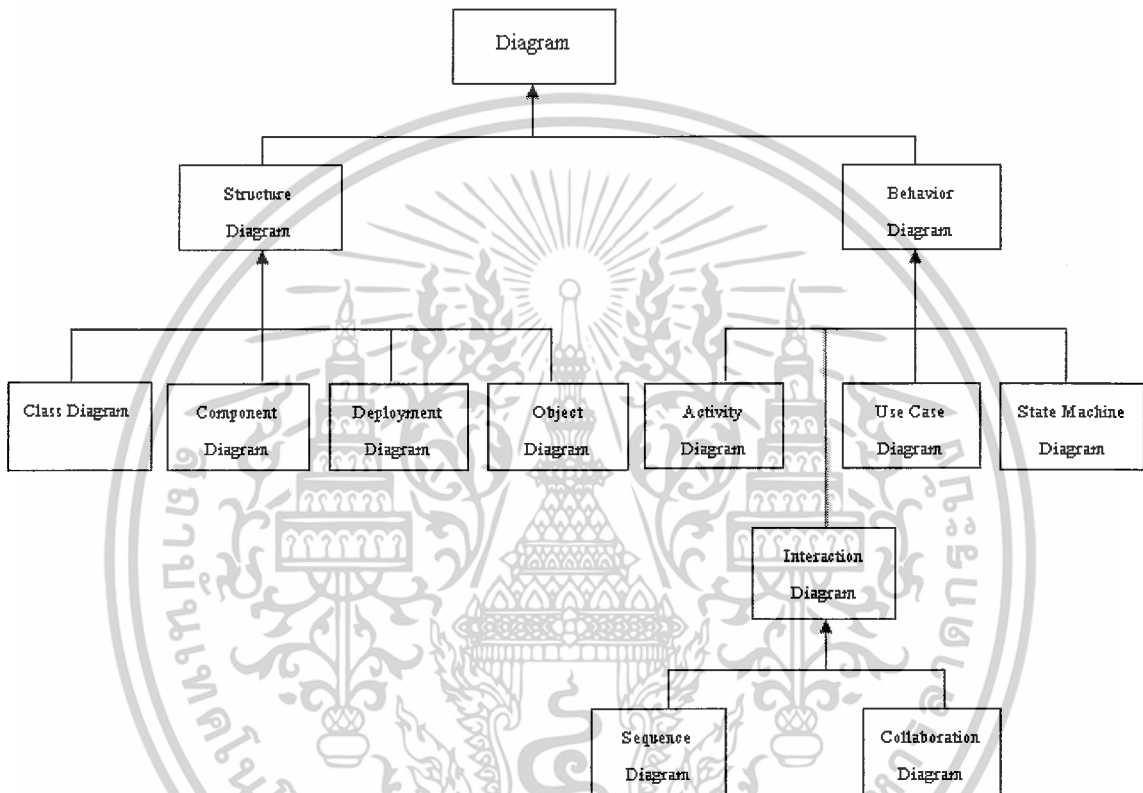 Diagram
Structure
Diagram
Behavior
Diagram
Class Diagram
Component
Diagram
Deployment
Diagram
Object
Diagram
Activity
Diagram
Use Case
Diagram
State Machine
Diagram
Interaction
Diagram
Sequence
Diagram
Collaboration
Diagram